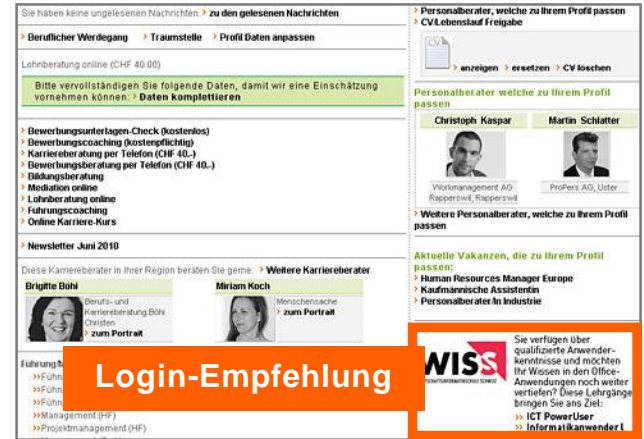 Sie haben keine ungelesenen Nachrichten. > zu den gelesenen Nachrichten
> Beruflicher Werdegang > Traumstelle > Profil Daten anpassen
Lohnberatung online (CHF 40.00)
Bitte vervollständigen Sie folgende Daten, damit wir eine Einschätzung
vornehmen können: > Daten komplettieren
> Bewerbungsunterlagen-Check (kostenlos)
> Bewerbungscoaching (kostenpflichtig)
> Karriereberatung per Telefon (CHF 40.-)
> Bewerbungsberatung per Telefon (CHF 40.-)
> Bildungsberatung
> Mediation online
> Lohnberatung online
> Führungscoaching
> Online Karriere-Kurs
> Newsletter Juni 2010
Diese Karriereberater in Ihrer Region beraten Sie gerne: > Weitere Karriereberater
Brigitte Böhi
Berufs- und
Karriereberatung Böhi
Christen
> zum Portrait
Miriam Koch
Menschensache
> zum Portrait
>>Management (HF)
>>Projektmanagement (HF)
Login-Empfehlung
> Personalberater, welche zu Ihrem Profil passen
> CV/Lebenslauf Freigabe
CV
> anzeigen > ersetzen > CV löschen
Personalberater welche zu Ihrem Profil
passen
Christoph Kaspar
Workmanagement AG
Rapperswil, Rapperswil
Martin Schlatter
ProPers AG, Uster
> Weitere Personalberater, welche zu Ihrem Profil
passen
Aktuelle Vakanzen, die zu Ihrem Profil
passen:
> Human Resources Manager Europe
> Kaufmännische Assistentin
> Personalberater/in Industrie
WISS
Sie verfügen über
qualifizierte Anwender-
kenntnisse und möchten
Ihr Wissen in den Office-
Anwendungen noch weiter
vertiefen? Diese Lehrgänge
bringen Sie ans Ziel:
>> ICT PowerUser
>> Informatikanwender I